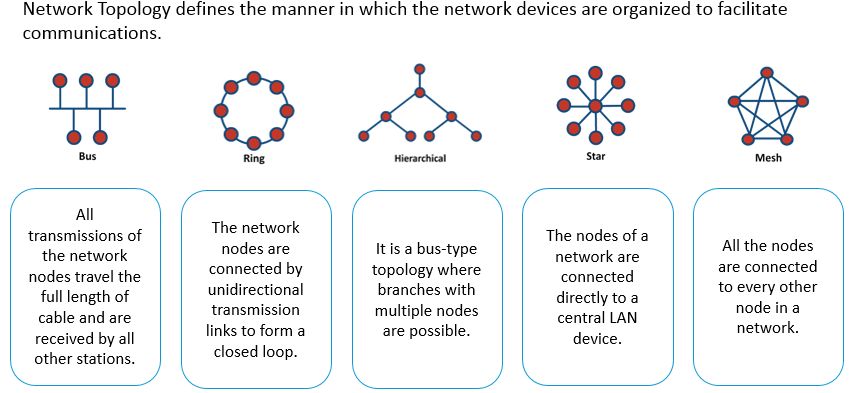 Network Topology defines the manner in which the network devices are organized to facilitate
communications.
Bus
Ring
Hierarchical
Star
Mesh
All
transmissions of
the network
nodes travel the
full length of
cable and are
received by all
other stations.
The network
nodes are
connected by
unidirectional
transmission
links to form a
closed loop.
It is a bus-type
topology where
branches with
multiple nodes
are possible.
The nodes of a
network are
connected
directly to a
central LAN
device.
All the nodes
are connected
to every other
node in a
network.